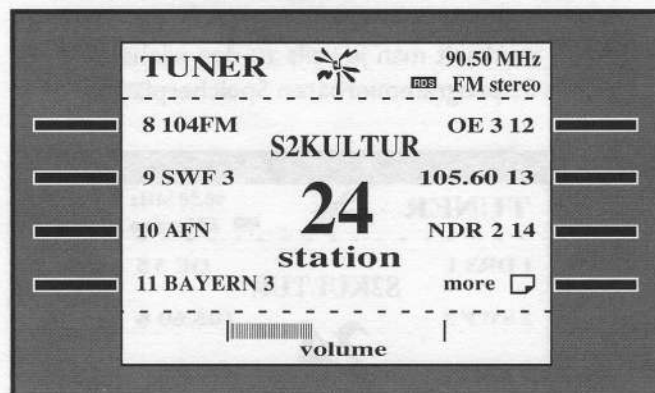 TUNER
90.50 MHz
RDS FM stereo
8 104FM
OE 3 12
S2KULTUR
9 SWF 3
24
105.60 13
10 AFN
NDR 2 14
station
11 BAYERN 3
more
volume